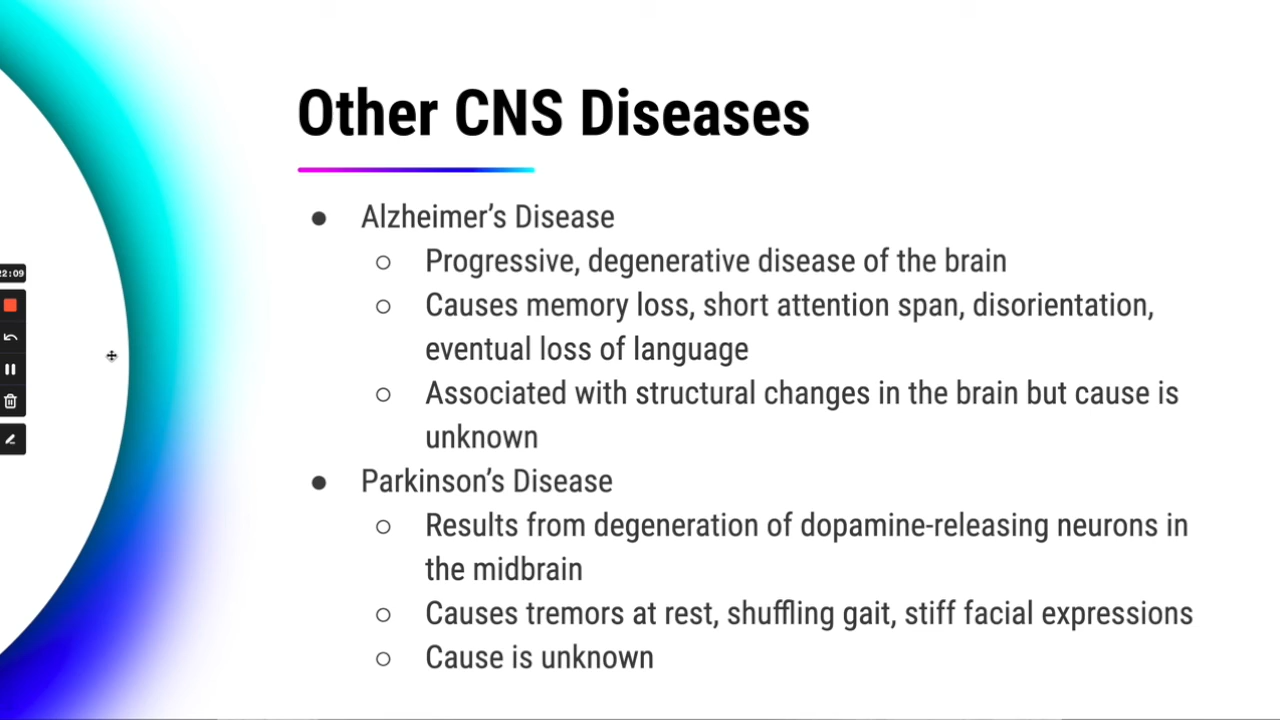 Other CNS Diseases
● Alzheimer's Disease
○ Progressive, degenerative disease of the brain
○ Causes memory loss, short attention span, disorientation,
eventual loss of language
○ Associated with structural changes in the brain but cause is
unknown
● Parkinson's Disease
○ Results from degeneration of dopamine-releasing neurons in
the midbrain
○ Causes tremors at rest, shuffling gait, stiff facial expressions
○ Cause is unknown
22:09